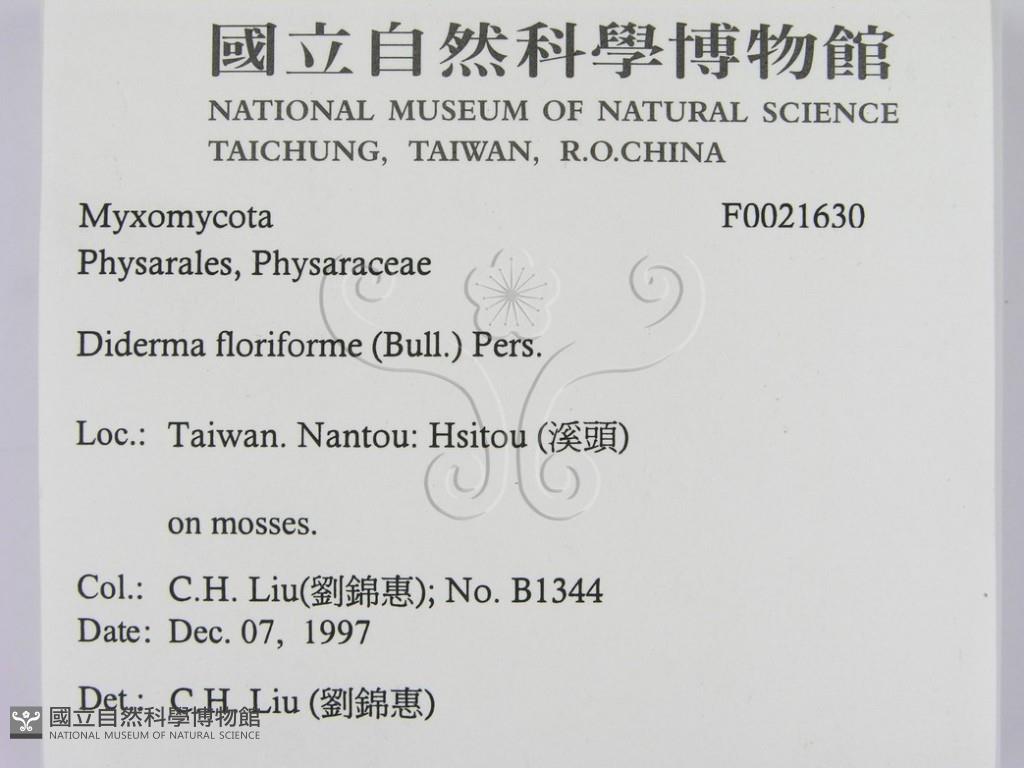 國立自然科學博物館
NATIONAL MUSEUM OF NATURAL SCIENCE
TAICHUNG, TAIWAN, R.O.CHINA
Myxomycota F0021630
Physarales, Physaraceae
Diderma floriforme (Bull.) Pers.
Loc.: Taiwan. Nantou: Hsitou (溪頭)
on mosses.
Col.: C.H. Liu(劉錦惠); No. B1344
Date: Dec. 07, 1997
Det.: C.H. Liu (劉錦惠)
國立自然科學博物館
NATIONAL MUSEUM OF NATURAL SCIENCE